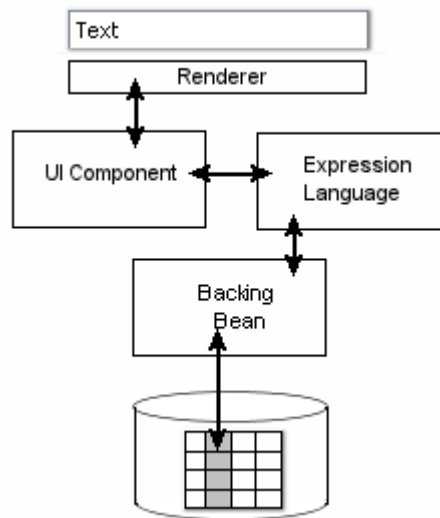 Text
Renderer
UI Component
Expression
Language
Backing
Bean